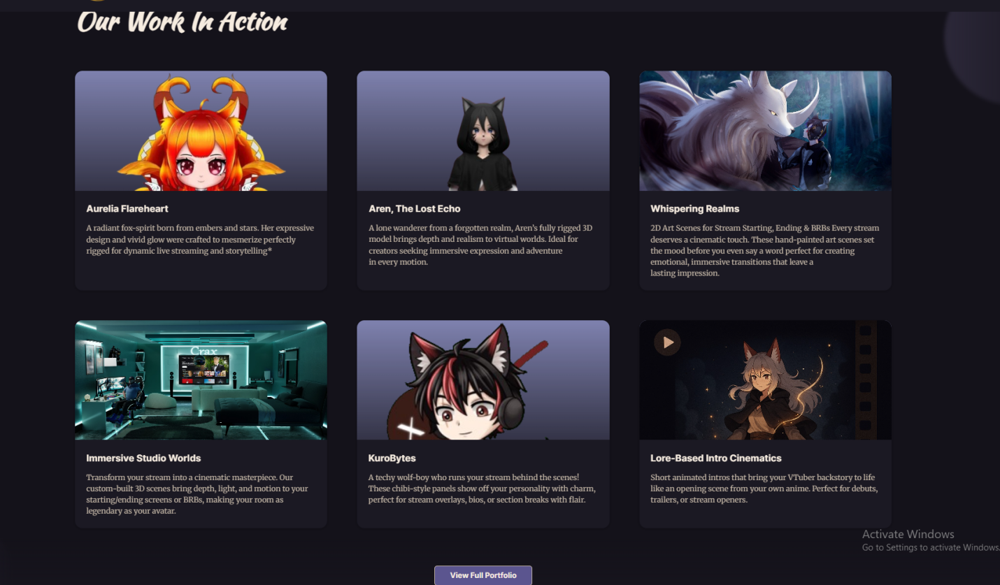 Our Work In Action
Aurelia Flareheart
A radiant fox-spirit born from embers and stars. Her expressive
design and vivid glow were crafted to mesmerize perfectly
rigged for dynamic live streaming and storytelling*
Aren, The Lost Echo
A lone wanderer from a forgotten realm, Aren's fully rigged 3D
model brings depth and realism to virtual worlds. Ideal for
creators seeking immersive expression and adventure
in every motion.
Whispering Realms
2D Art Scenes for Stream Starting, Ending & BRBs Every stream
deserves a cinematic touch. These hand-painted art scenes set
the mood before you even say a word perfect for creating
emotional, immersive transitions that leave a
lasting impression.
Crax
Immersive Studio Worlds
Transform your stream into a cinematic masterpiece. Our
custom-built 3D scenes bring depth, light, and motion to your
starting/ending screens or BRBs, making your room as
legendary as your avatar.
KuroBytes
A techy wolf-boy who runs your stream behind the scenes!
These chibi-style panels show off your personality with charm,
perfect for stream overlays, bios, or section breaks with flair.
Lore-Based Intro Cinematics
Short animated intros that bring your VTuber backstory to life
like an opening scene from your own anime. Perfect for debuts,
trailers, or stream openers.
Activate Windows
Go to Settings to activate Windows.
View Full Portfolio